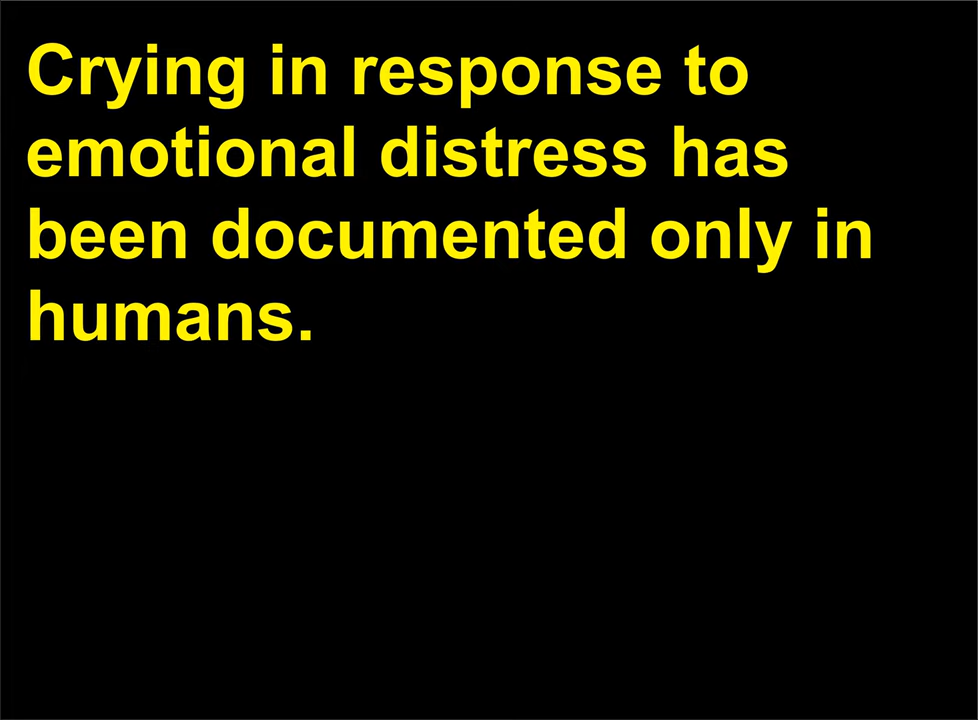 Crying in response to
emotional distress has
been documented only in
humans.